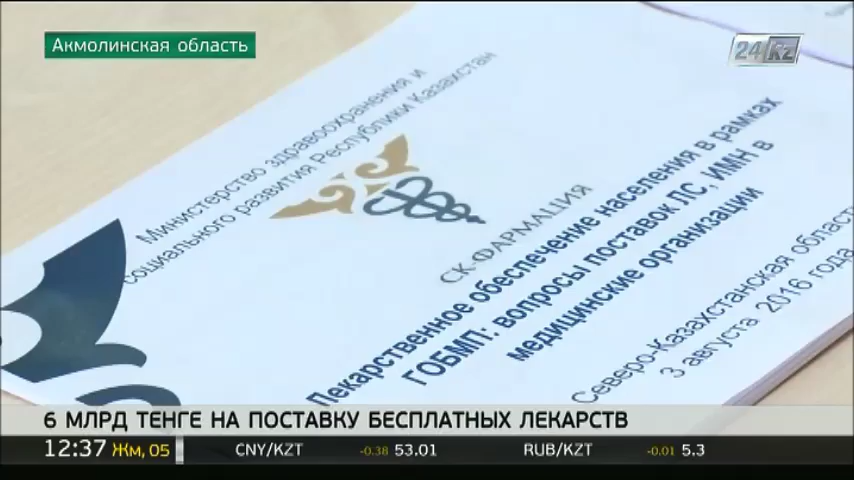 Акмолинская область
24 kz
Министерство здравоохранения и
социального развития Республики Казахстан
СК-ФАРМАЦИЯ
Лекарственное обеспечение населения в рамках
ГОБМП: вопросы поставок ЛС, ИМН в
медицинские организации
Северо-Казахстанская область
3 августа 2016 года
6 МЛРД ТЕНГЕ НА ПОСТАВКУ БЕСПЛАТНЫХ ЛЕКАРСТВ
12:37 Жм, 05 CNY/KZT -0.38 53.01 RUB/KZT -0.01 5.3